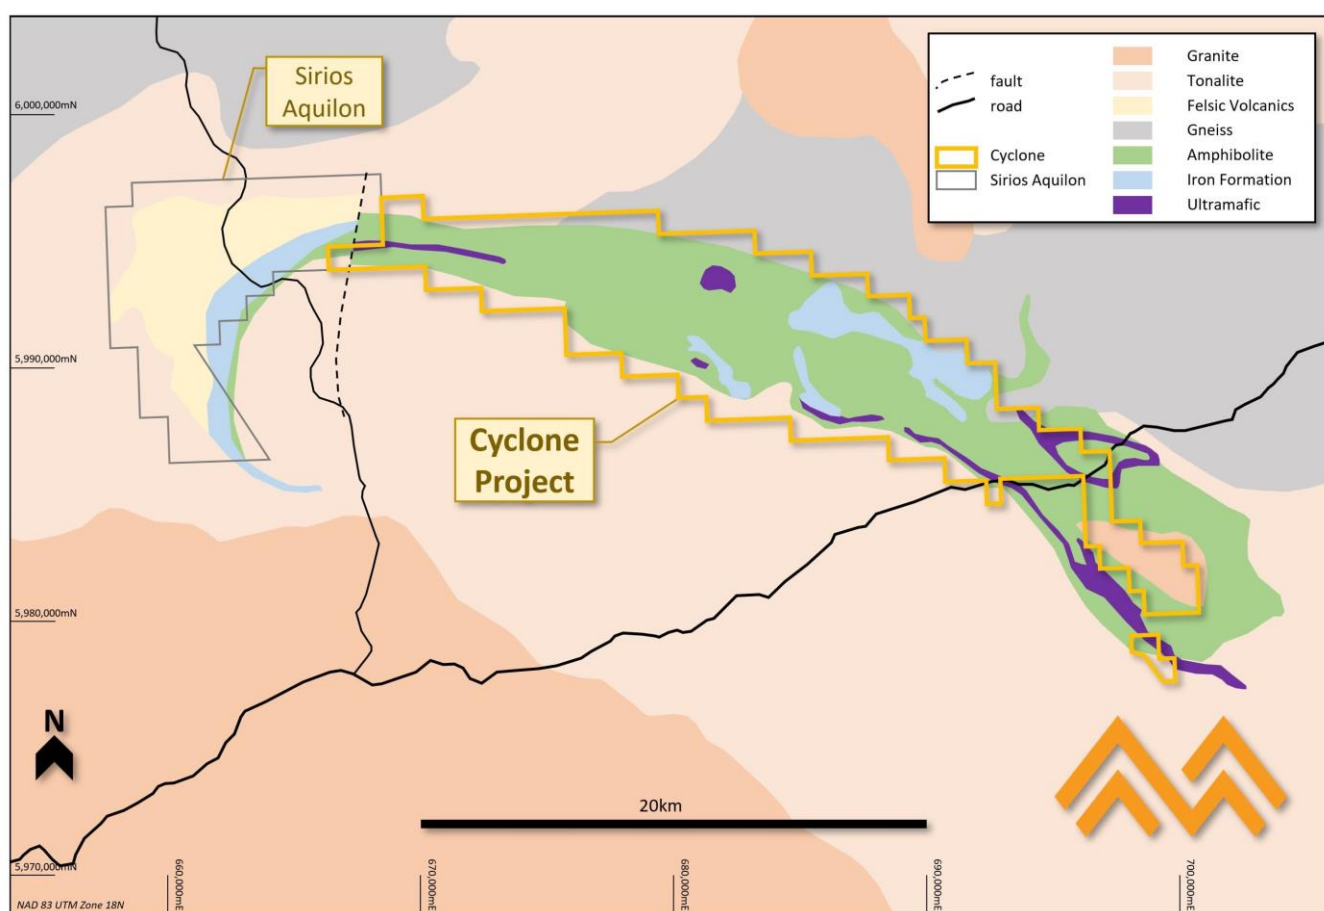 Sirios
Aquilon
fault
road
Cyclone
Sirios Aquilon
Granite
Tonalite
Felsic Volcanics
Gneiss
Amphibolite
Iron Formation
Ultramafic
6,000,000mN
5,990,000mN
Cyclone
Project
5,980,000mN
N
20km
5,970,000mN
660,000mE
670,000mE
680,000mE
690,000mE
700,000mE
NAD 83 UTM Zone 18N